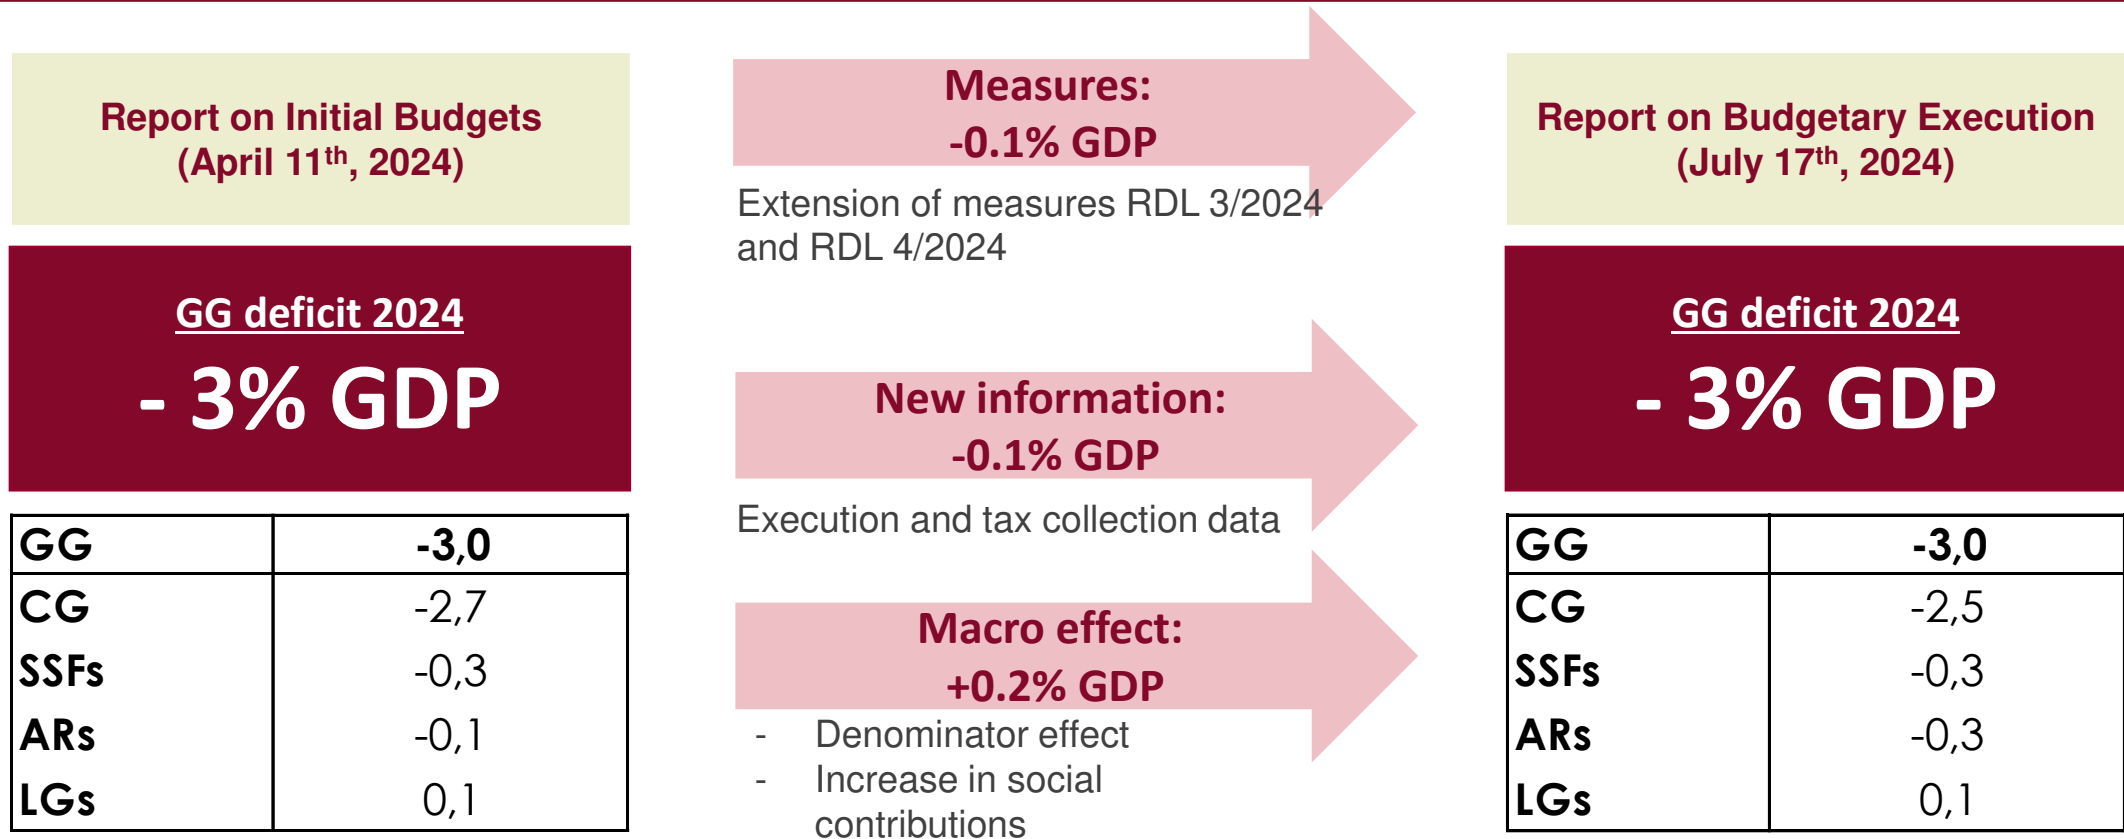 Report on Initial Budgets
(April 11th, 2024)
GG deficit 2024
- 3% GDP
GG -3,0
CG -2,7
SSFs -0,3
ARs -0,1
LGs 0,1
Measures:
-0.1% GDP
Extension of measures RDL 3/2024
and RDL 4/2024
New information:
-0.1% GDP
Execution and tax collection data
Macro effect:
+0.2% GDP
- Denominator effect
- Increase in social
contributions
Report on Budgetary Execution
(July 17th, 2024)
GG deficit 2024
- 3% GDP
GG -3,0
CG -2,5
SSFs -0,3
ARs -0,3
LGs 0,1